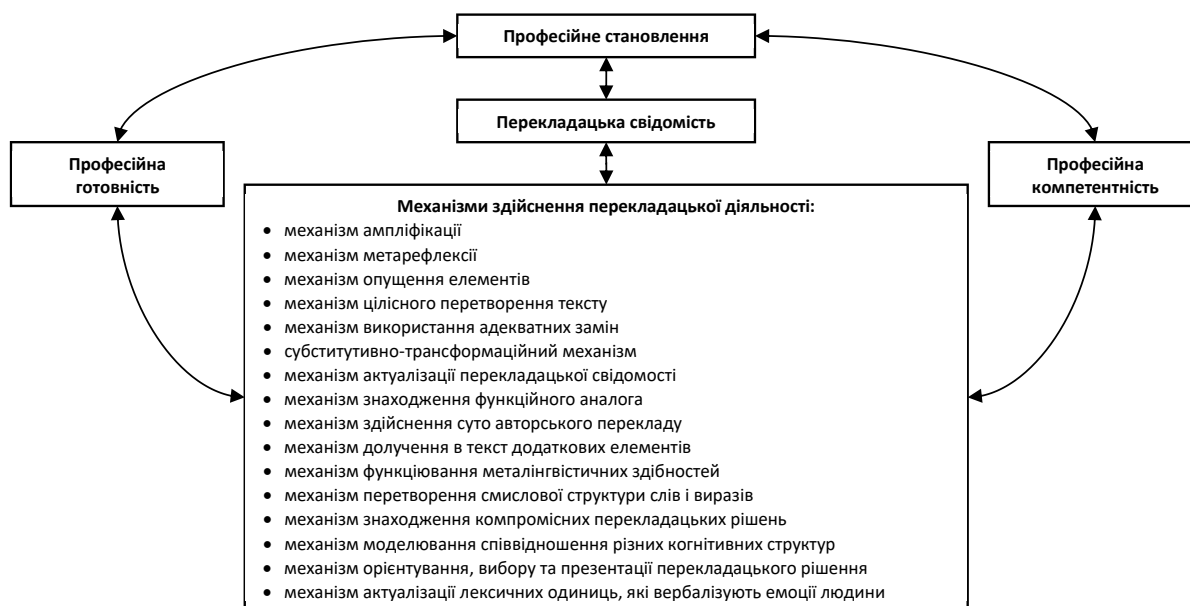 Професійне становлення
Перекладацька свідомість
Професійна
готовність
Професійна
компетентність
Механізми здійснення перекладацької діяльності:
• механізм ампліфікації
• механізм метарефлексії
• механізм опущення елементів
• механізм цілісного перетворення тексту
• механізм використання адекватних замін
• субститутивно-трансформаційний механізм
• механізм актуалізації перекладацької свідомості
• механізм знаходження функційного аналога
• механізм здійснення суто авторського перекладу
• механізм долучення в текст додаткових елементів
• механізм функціювання металінгвістичних здібностей
• механізм перетворення смислової структури слів і виразів
• механізм знаходження компромісних перекладацьких рішень
• механізм моделювання співвідношення різних когнітивних структур
• механізм орієнтування, вибору та презентації перекладацького рішення
• механізм актуалізації лексичних одиниць, які вербалізують емоції людини